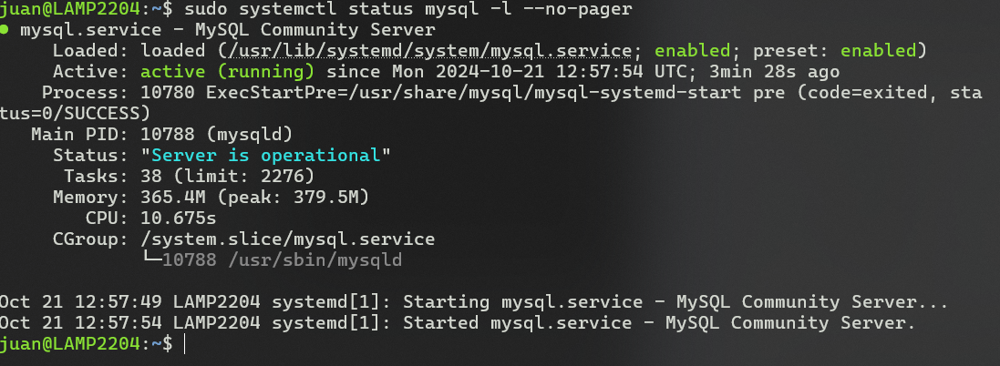 juan@LAMP2204:~$ sudo systemctl status mysql -l --no-pager
● mysql.service - MySQL Community Server
     Loaded: loaded (/usr/lib/systemd/system/mysql.service; enabled; preset: enabled)
     Active: active (running) since Mon 2024-10-21 12:57:54 UTC; 3min 28s ago
    Process: 10780 ExecStartPre=/usr/share/mysql/mysql-systemd-start pre (code=exited, sta
tus=0/SUCCESS)
   Main PID: 10788 (mysqld)
     Status: "Server is operational"
      Tasks: 38 (limit: 2276)
     Memory: 365.4M (peak: 379.5M)
        CPU: 10.675s
     CGroup: /system.slice/mysql.service
             └─10788 /usr/sbin/mysqld

Oct 21 12:57:49 LAMP2204 systemd[1]: Starting mysql.service - MySQL Community Server...
Oct 21 12:57:54 LAMP2204 systemd[1]: Started mysql.service - MySQL Community Server.
juan@LAMP2204:~$